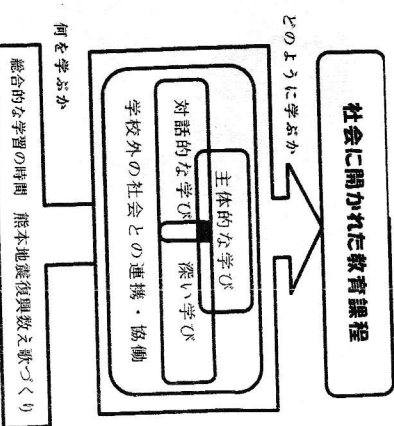 社会に開かれた教育課程
どのように学ぶか
主体的な学び
対話的な学び
深い学び
学校外の社会との連携・協働
何を学ぶか
総合的な学習の時間　熊本地震復興数え歌づくり